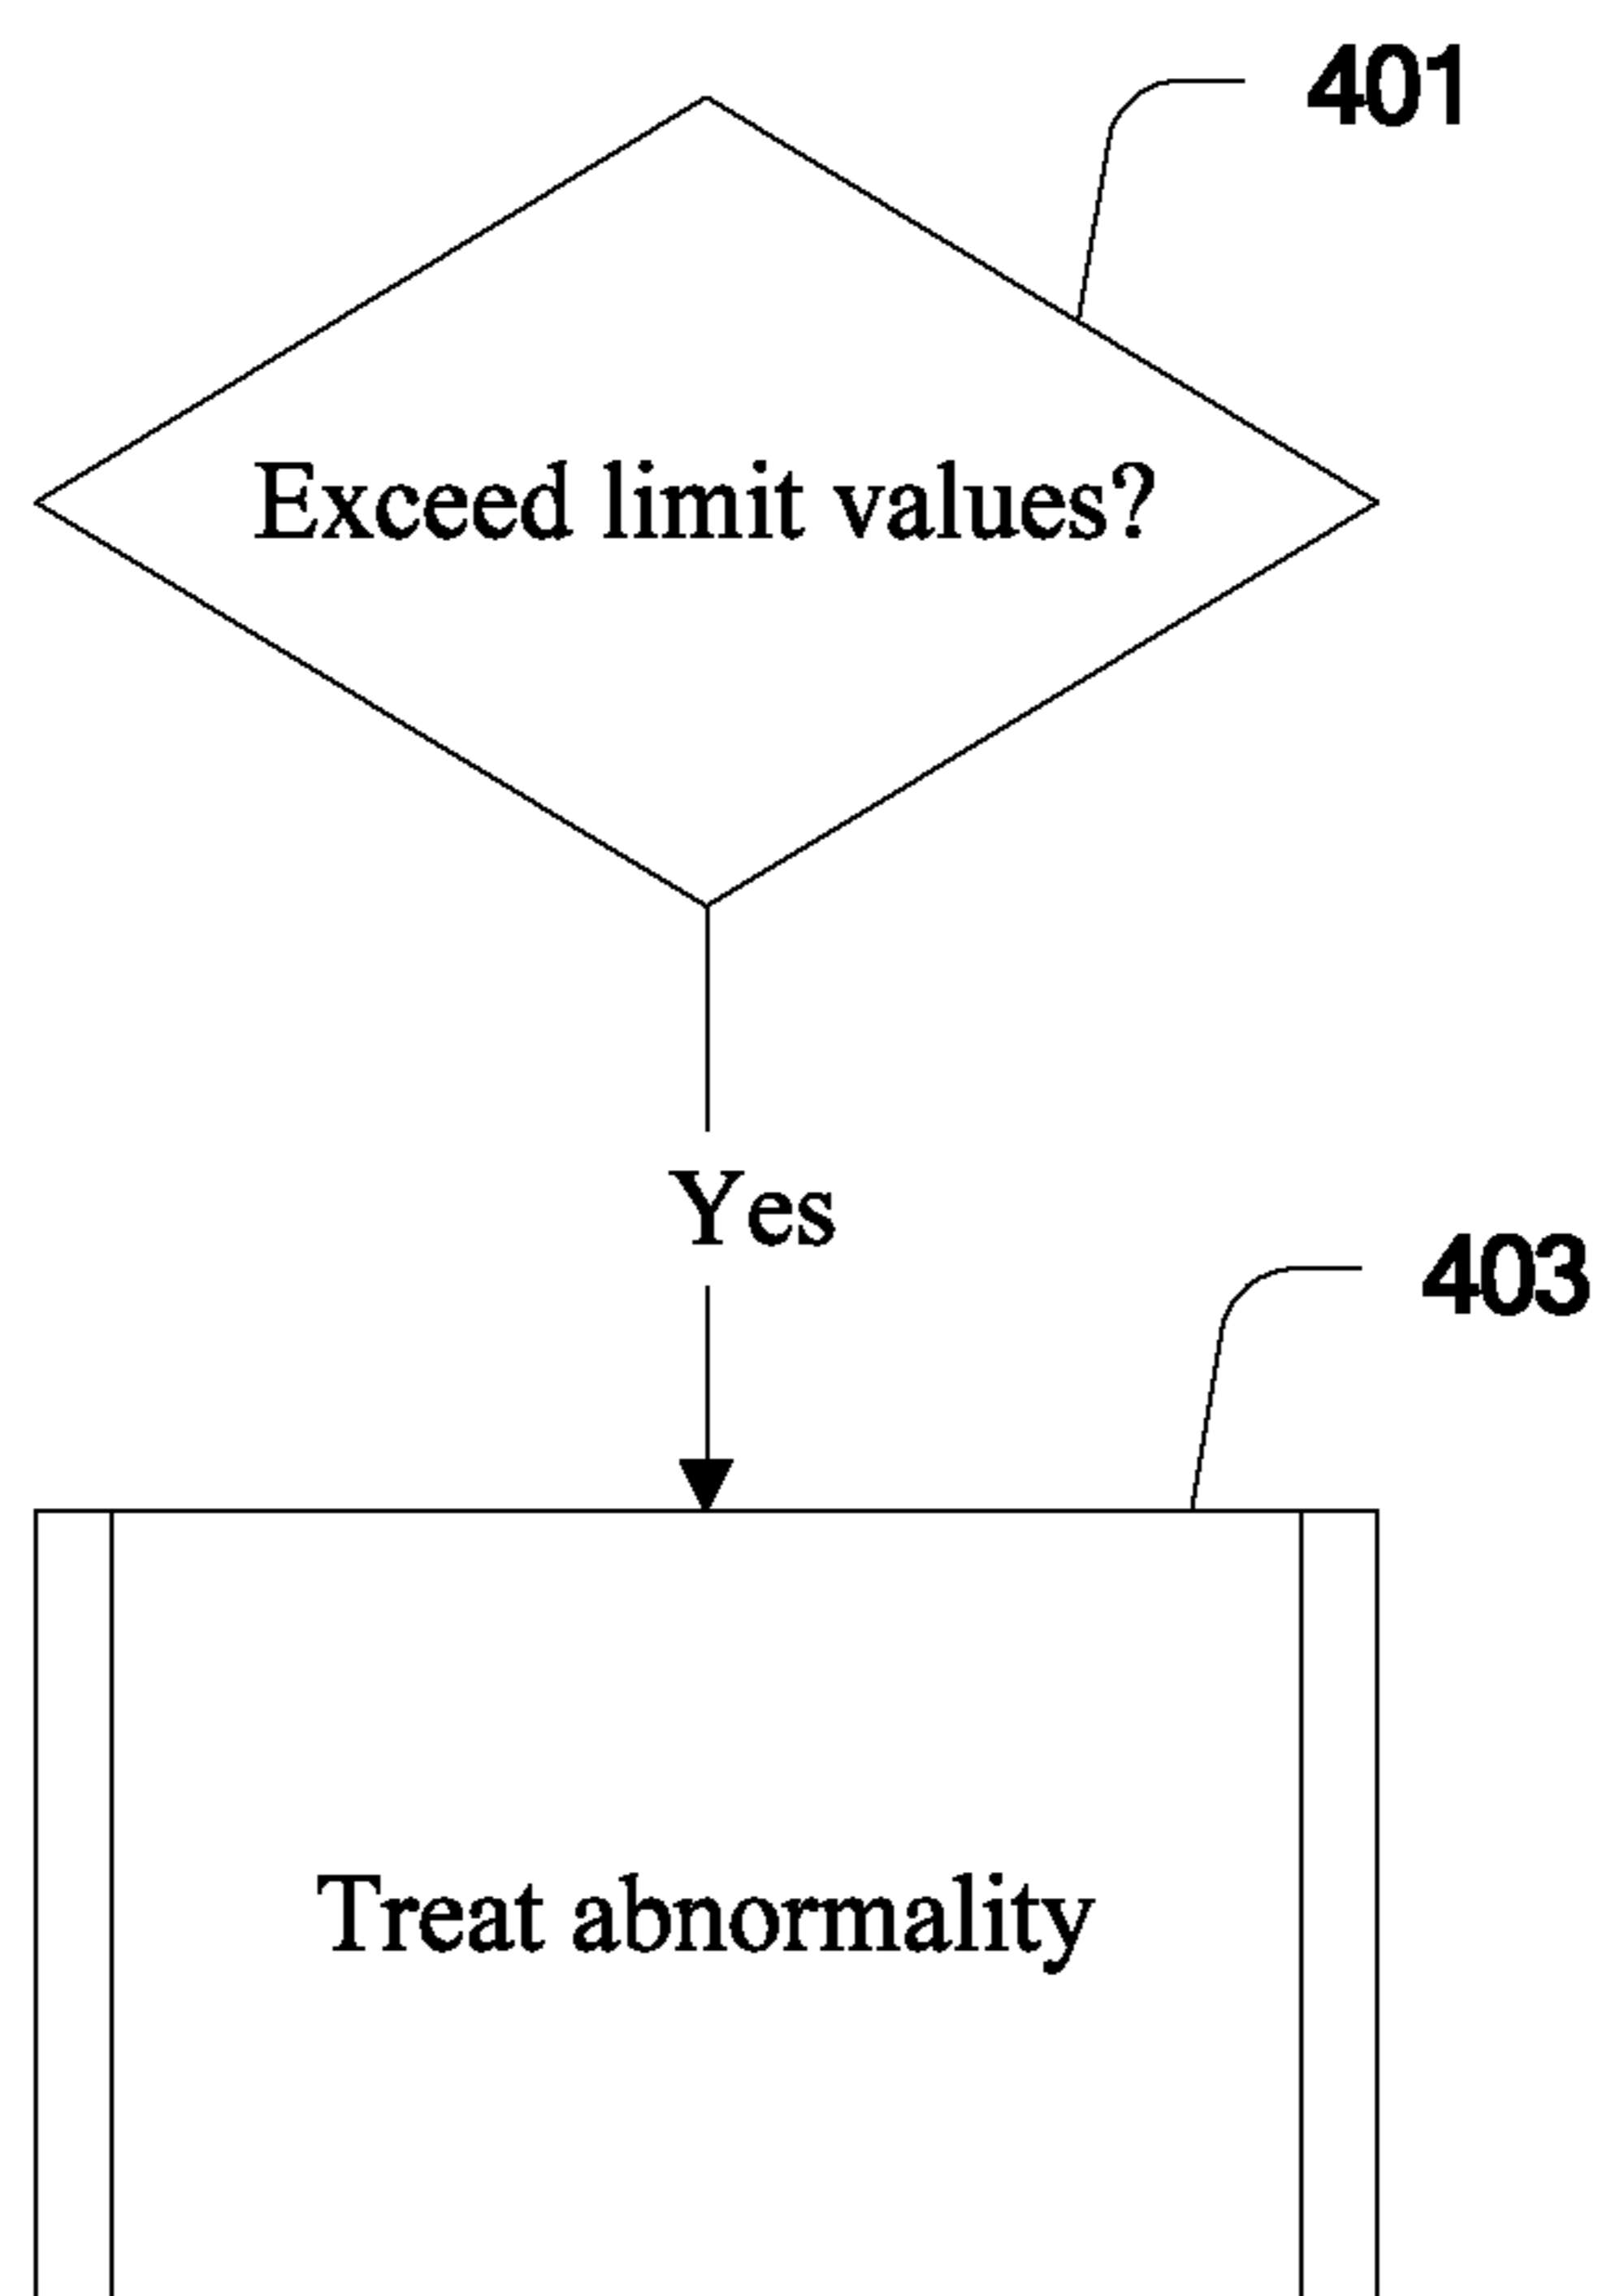 401
Exceed limit values?
Yes
403
Treat abnormality